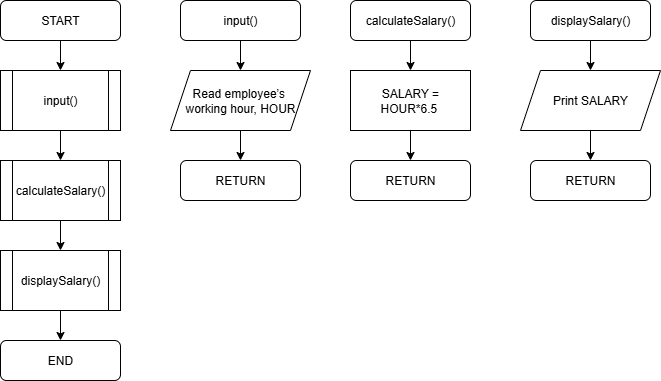 START
input()
calculateSalary()
displaySalary()
END
input()
Read employee's
working hour, HOUR
RETURN
calculateSalary()
SALARY =
HOUR*6.5
RETURN
displaySalary()
Print SALARY
RETURN